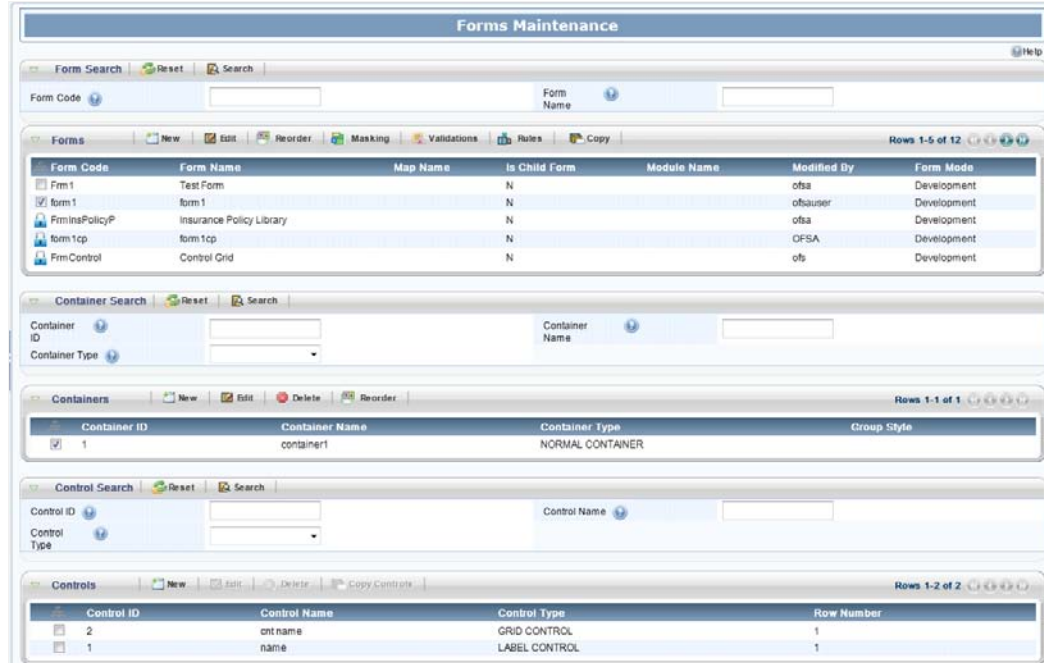 Forms Maintenance
Help
Form Search Reset Search
Form Code Form Name
Forms New Edit Reorder Masking Validations Rules Copy Rows 1-5 of 12
Form Code Form Name Map Name Is Child Form Module Name Modified By Form Mode
Frm1 Test Form N ofsa Development
form1 form1 N ofsauser Development
FrmInsPolicyP Insurance Policy Library N ofsa Development
form1cp form1cp N OFSA Development
FrmControl Control Grid N ofs Development
Container Search Reset Search
Container ID Container Name
Container Type
Containers New Edit Delete Reorder Rows 1-1 of 1
Container ID Container Name Container Type Group Style
1 container1 NORMAL CONTAINER
Control Search Reset Search
Control ID Control Name
Control Type
Controls New Edit Delete Copy Controls Rows 1-2 of 2
Control ID Control Name Control Type Row Number
2 cnt name GRID CONTROL 1
1 name LABEL CONTROL 1